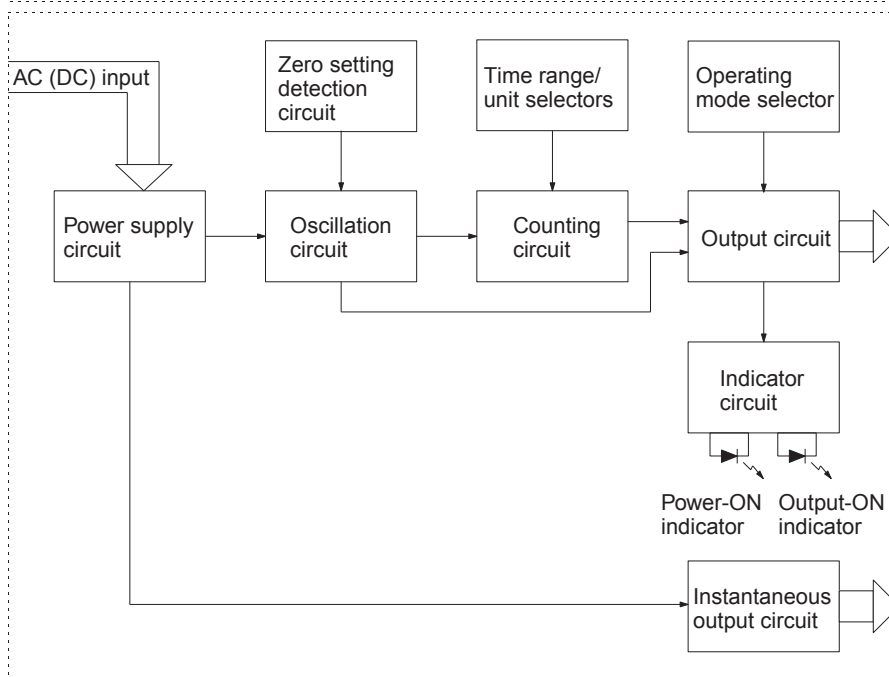 AC (DC) input
Zero setting
detection
circuit
Time range/
unit selectors
Operating
mode selector
Power supply
circuit
Oscillation
circuit
Counting
circuit
Output circuit
Indicator
circuit
Power-ON
indicator
Output-ON
indicator
Instantaneous
output circuit